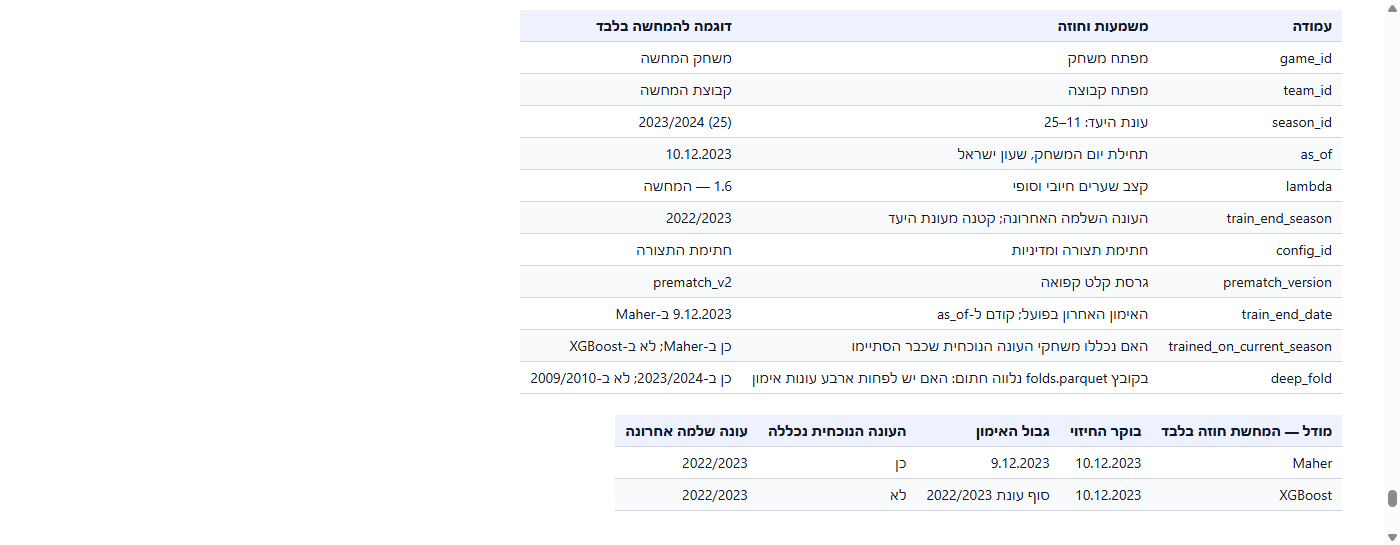 עמודה משמעות וחוזה דוגמה להמחשה בלבד
game_id מפתח משחק משחק המחשה
team_id מפתח קבוצה קבוצת המחשה
season_id עונת היעד: 11–25 2023/2024 (25)
as_of תחילת יום המשחק, שעון ישראל 10.12.2023
lambda קצב שערים חיובי וסופי 1.6 — המחשה
train_end_season העונה השלמה האחרונה; קטנה מעונת היעד 2022/2023
config_id חתימת תצורה ומדיניות חתימת התצורה
prematch_version גרסת קלט קפואה prematch_v2
train_end_date האימון האחרון בפועל; קודם ל-as_of 9.12.2023 ב-Maher
trained_on_current_season האם נכללו משחקי העונה הנוכחית שכבר הסתיימו כן ב-Maher; לא ב-XGBoost
deep_fold בקובץ folds.parquet נלווה חתום: האם יש לפחות ארבע עונות אימון כן ב-2023/2024; לא ב-2009/2010
מודל — המחשת חוזה בלבד בוקר החיזוי גבול האימון העונה הנוכחית נכללה עונה שלמה אחרונה
Maher 10.12.2023 9.12.2023 כן 2022/2023
XGBoost 10.12.2023 סוף עונת 2022/2023 לא 2022/2023